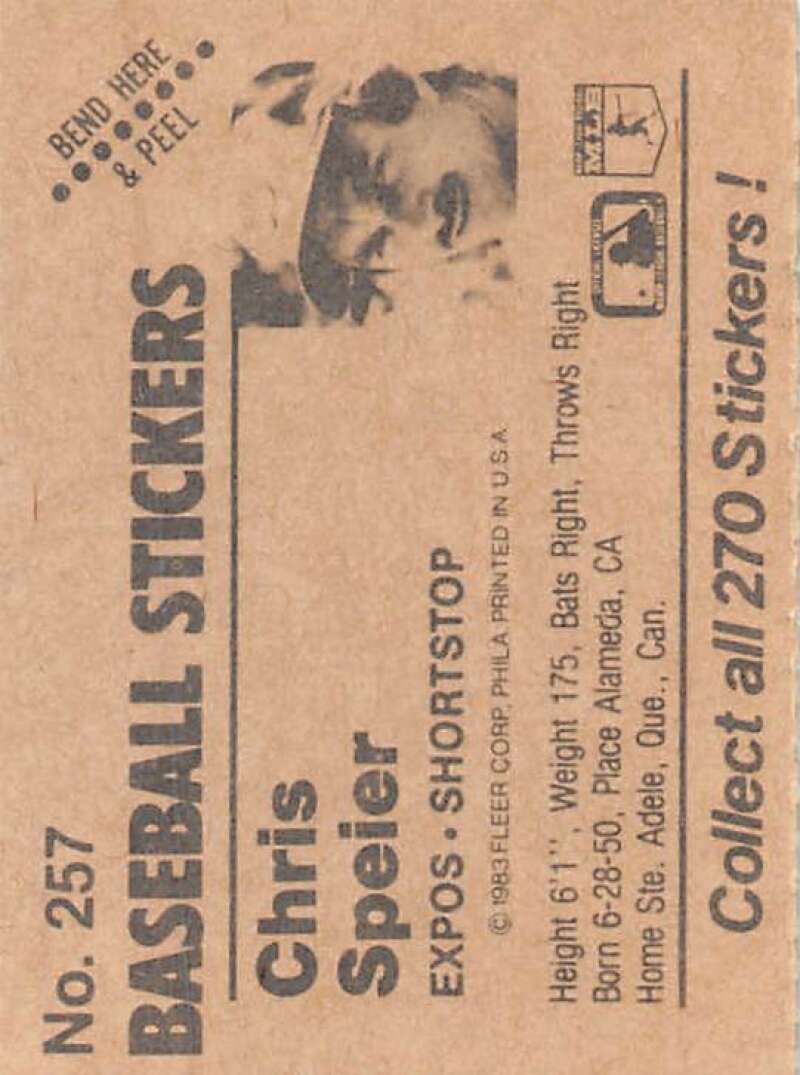 No. 257
BEND HERE
& PEEL
BASEBALL STICKERS
Chris
Speier
EXPOS • SHORTSTOP
© 1983 FLEER CORP. PHILA PRINTED IN U.S.A.
Height 6'1'', Weight 175, Bats Right, Throws Right
Born 6-28-50, Place Alameda, CA
Home Ste. Adele, Que., Can.
Collect all 270 Stickers!